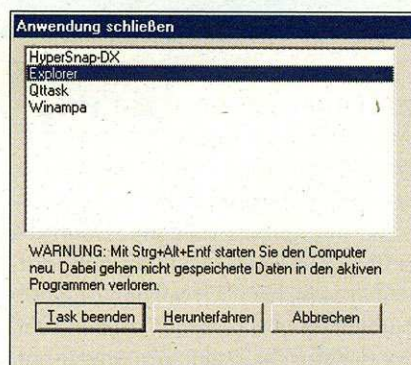 Anwendung schließen
HyperSnap-DX
Explorer
Qttask
Winampa
WARNUNG: Mit Strg+Alt+Entf starten Sie den Computer
neu. Dabei gehen nicht gespeicherte Daten in den aktiven
Programmen verloren.
Task beenden
Herunterfahren
Abbrechen